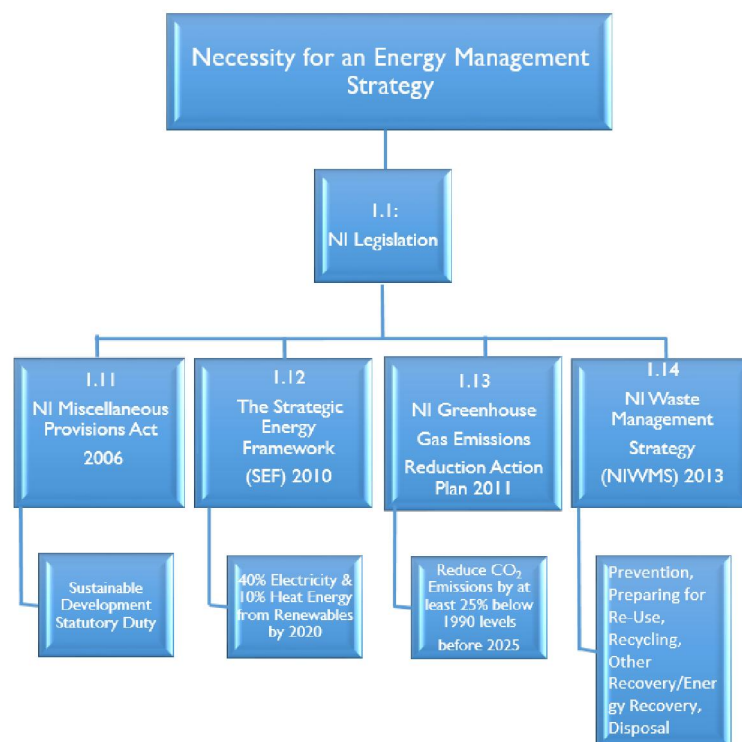 Necessity for an Energy Management
Strategy
1.1:
NI Legislation
1.11
NI Miscellaneous
Provisions Act
2006
1.12
The Strategic
Energy
Framework
(SEF) 2010
1.13
NI Greenhouse
Gas Emissions
Reduction Action
Plan 2011
1.14
NI Waste
Management
Strategy
(NIWMS) 2013
Sustainable
Development
Statutory Duty
40% Electricity &
10% Heat Energy
from Renewables
by 2020
Reduce CO₂
Emissions by at
least 25% below
1990 levels
before 2025
Prevention,
Preparing for
Re-Use,
Recycling,
Other
Recovery/Ener
gy Recovery,
Disposal